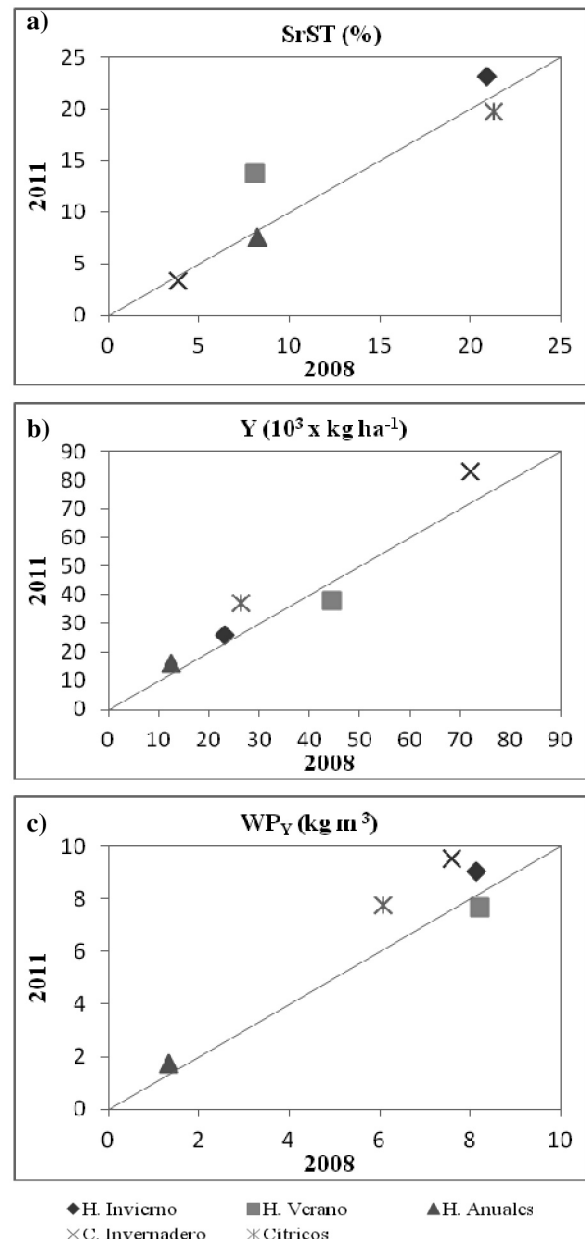 a)
SrST (%)
25
20
15
10
5
0
2011
0 5 10 15 20 25
2008
b)
Y (10³ x kg ha⁻¹)
90
80
70
60
50
40
30
20
10
0
2011
0 10 20 30 40 50 60 70 80 90
2008
c)
WP_Y (kg m³)
10
8
6
4
2
0
2011
0 2 4 6 8 10
2008
H. Invierno H. Verano H. Anuales
C. Invernadero Citricos